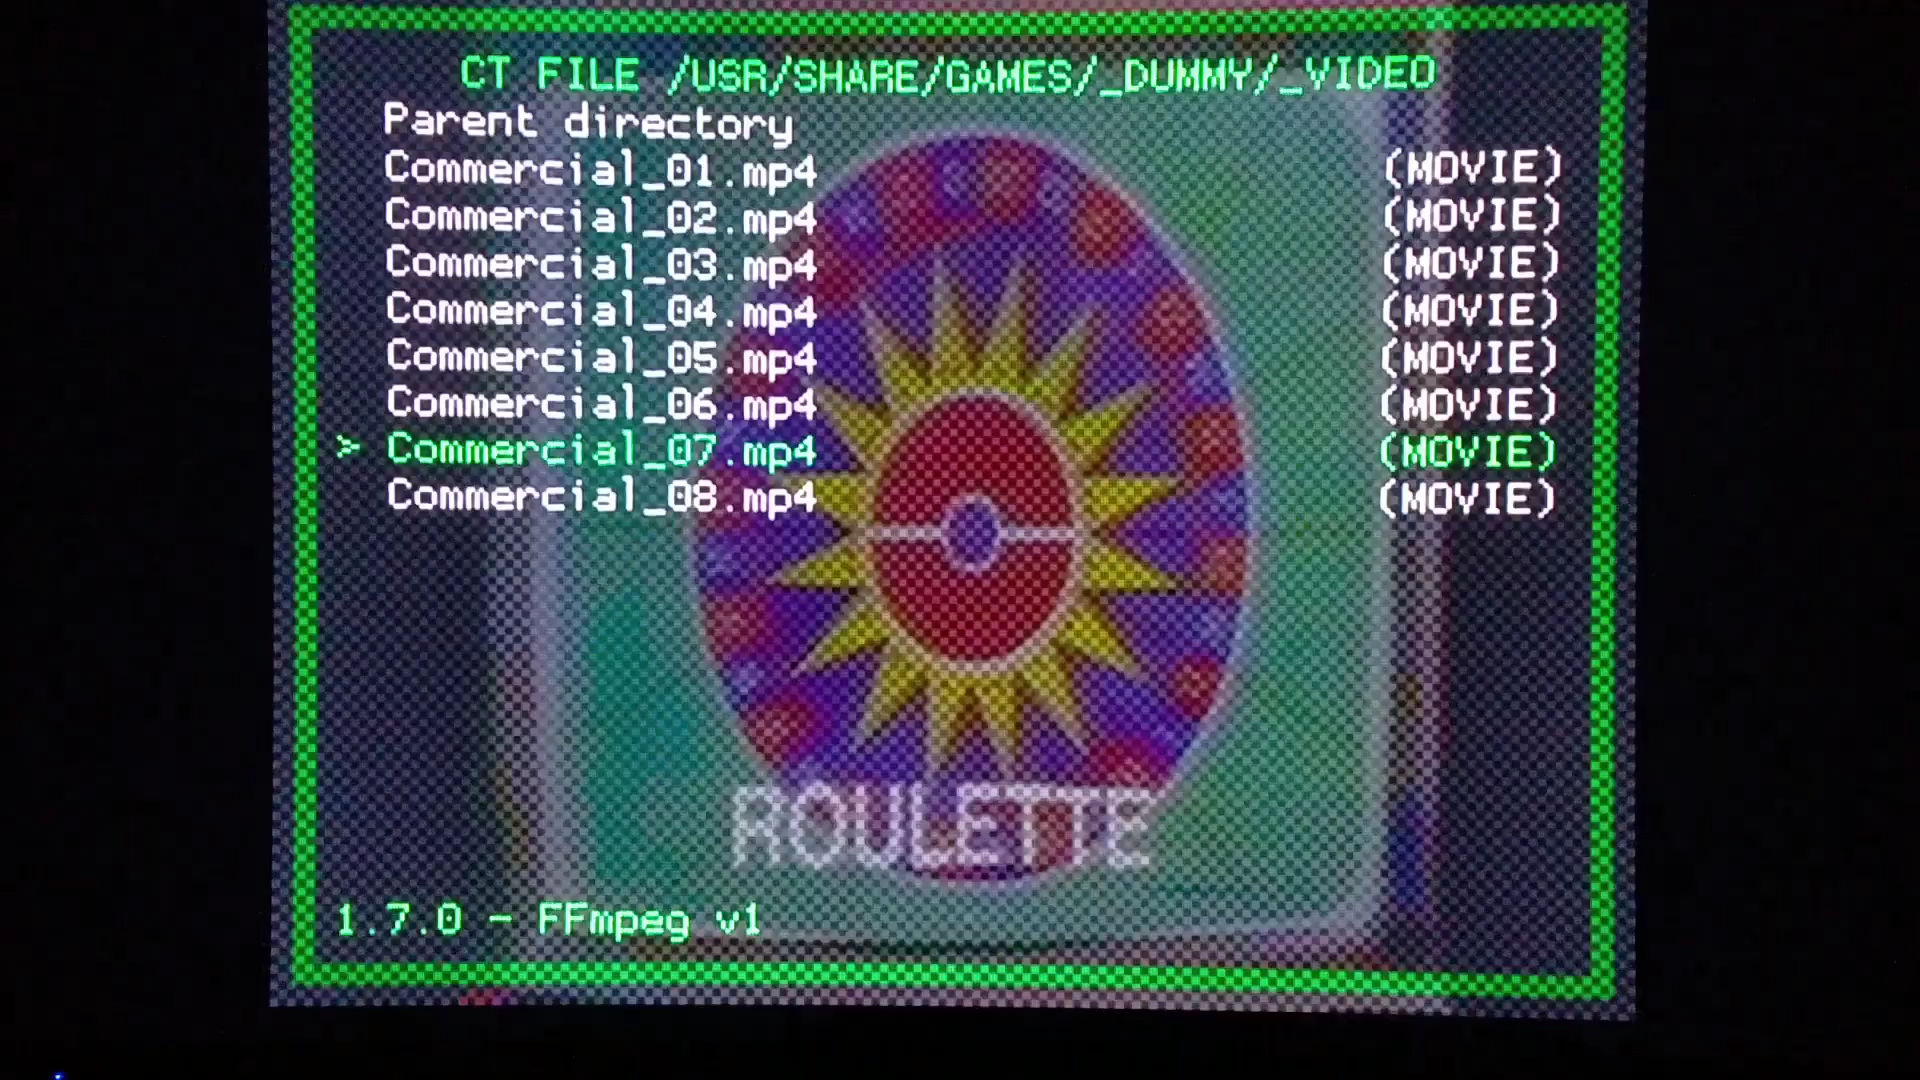 CT FILE /USR/SHARE/GAMES/_DUMMY/_VIDEO
Parent directory
Commercial_01.mp4 (MOVIE)
Commercial_02.mp4 (MOVIE)
Commercial_03.mp4 (MOVIE)
Commercial_04.mp4 (MOVIE)
Commercial_05.mp4 (MOVIE)
Commercial_06.mp4 (MOVIE)
> Commercial_07.mp4 (MOVIE)
Commercial_08.mp4 (MOVIE)
ROULETTE
1.7.0 - FFmpeg v1